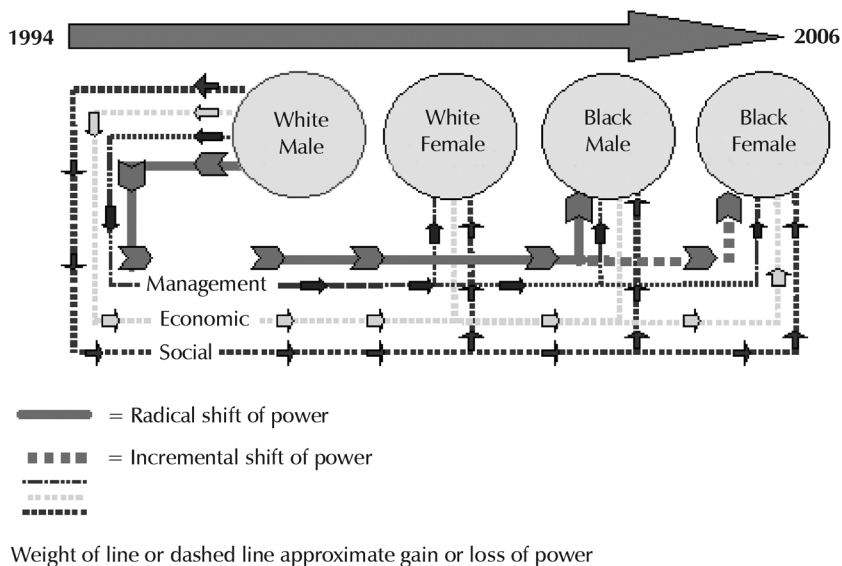 1994
2006
White
Male
White
Female
Black
Male
Black
Female
Management
Economic
Social
= Radical shift of power
= Incremental shift of power
Weight of line or dashed line approximate gain or loss of power